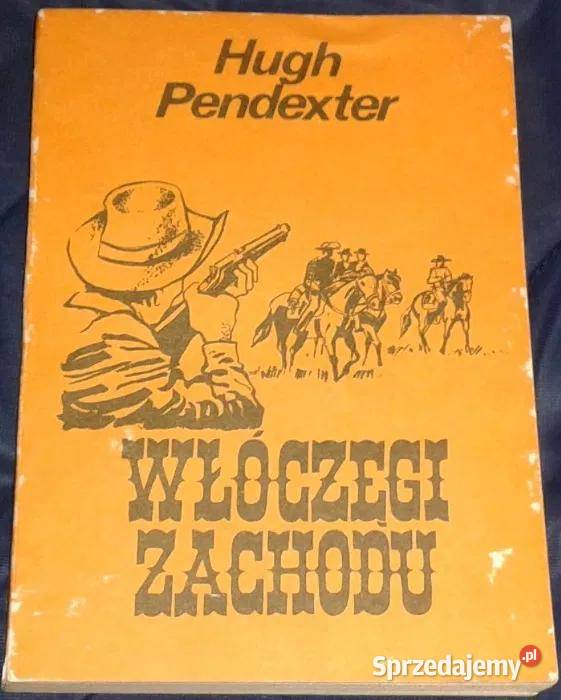 Hugh
Pendexter
WŁÓCZĘGI
ZACHODU
Sprzedajemy.pl